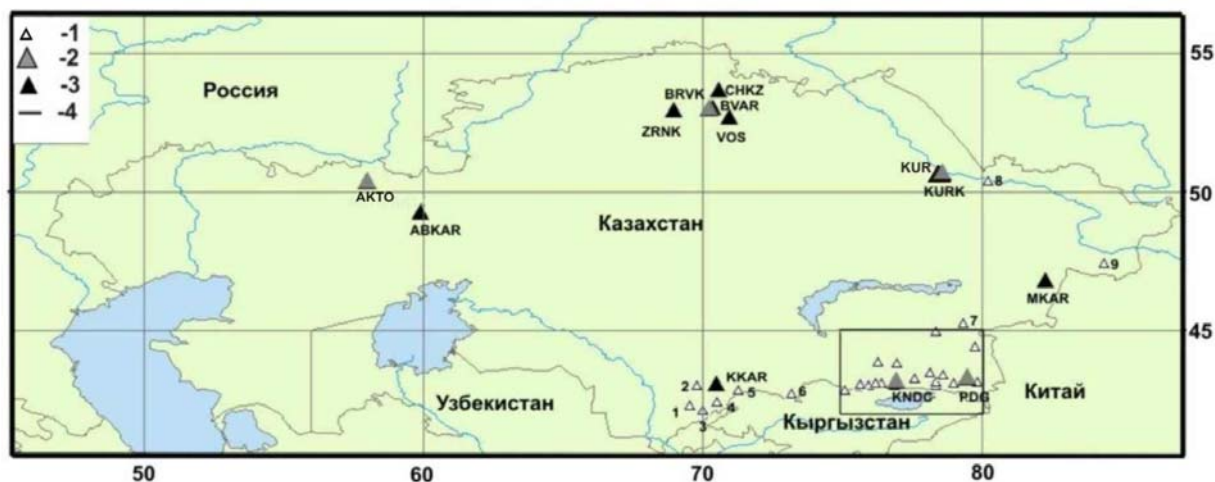 -1
-2
-3
-4
55
Россия
BRVK
CHKZ
BVAR
ZRNK
VOS
KUR
KURK
8
50
AKTO
ABKAR
Казахстан
9
MKAR
7
45
2
KKAR
5
6
1
4
3
Узбекистан
KNDC
PDG
Китай
Кыргызстан
50
60
70
80